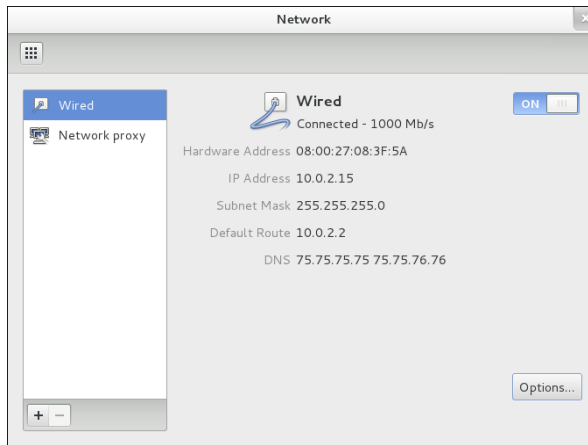 Network
Wired
Network proxy
Wired
Connected - 1000 Mb/s
ON
Hardware Address 08:00:27:08:3F:5A
IP Address 10.0.2.15
Subnet Mask 255.255.255.0
Default Route 10.0.2.2
DNS 75.75.75.75 75.75.76.76
Options...